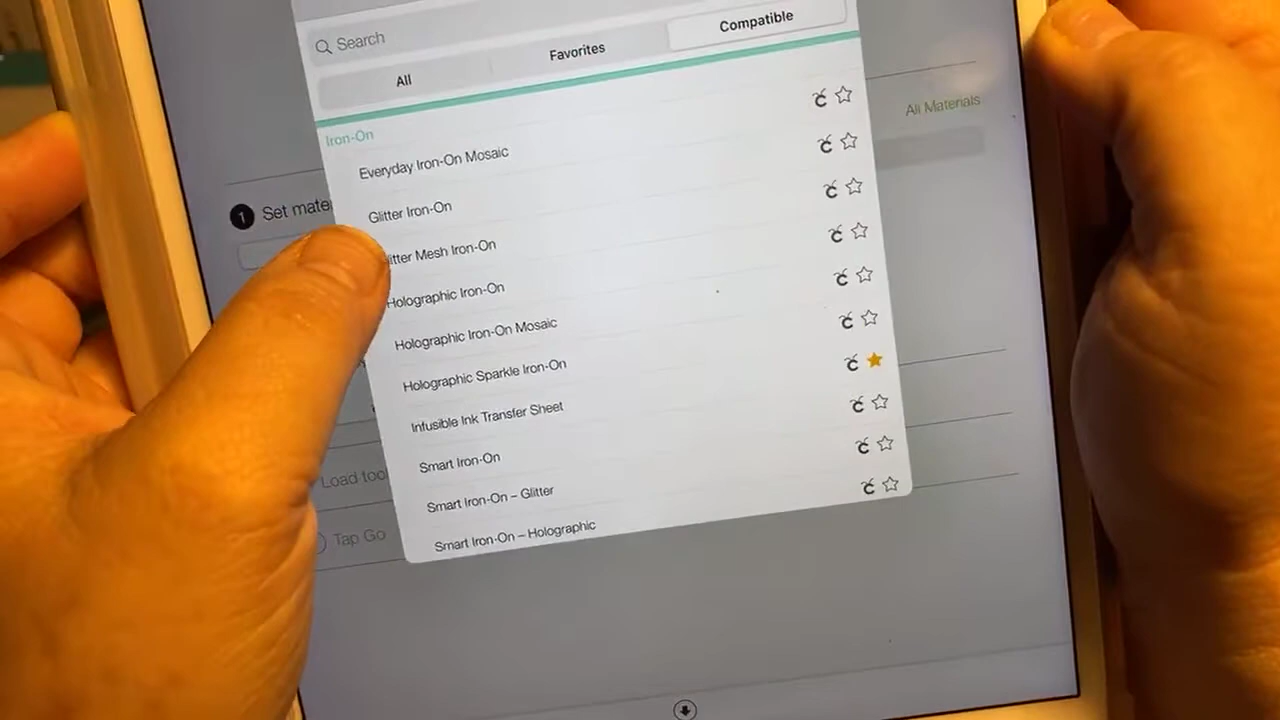 Search
All
Favorites
Compatible
Iron-On
Everyday Iron-On Mosaic
Glitter Iron-On
itter Mesh Iron-On
Holographic Iron-On
Holographic Iron-On Mosaic
Holographic Sparkle Iron-On
Infusible Ink Transfer Sheet
Smart Iron-On
Smart Iron-On – Glitter
Smart Iron-On – Holographic
All Materials
1 Set mate
Load tool
Tap Go